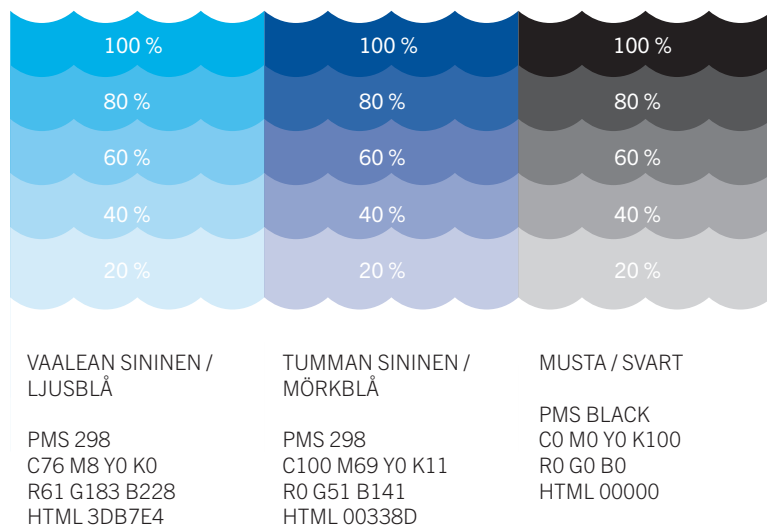 100 %
80 %
60 %
40 %
20 %
100 %
80 %
60 %
40 %
20 %
100 %
80 %
60 %
40 %
20 %
VAALEAN SININEN /
LJUSBLÅ
PMS 298
C76 M8 Y0 K0
R61 G183 B228
HTML 3DB7E4
TUMMAN SININEN /
MÖRKBLÅ
PMS 298
C100 M69 Y0 K11
R0 G51 B141
HTML 00338D
MUSTA / SVART
PMS BLACK
C0 M0 Y0 K100
R0 G0 B0
HTML 00000